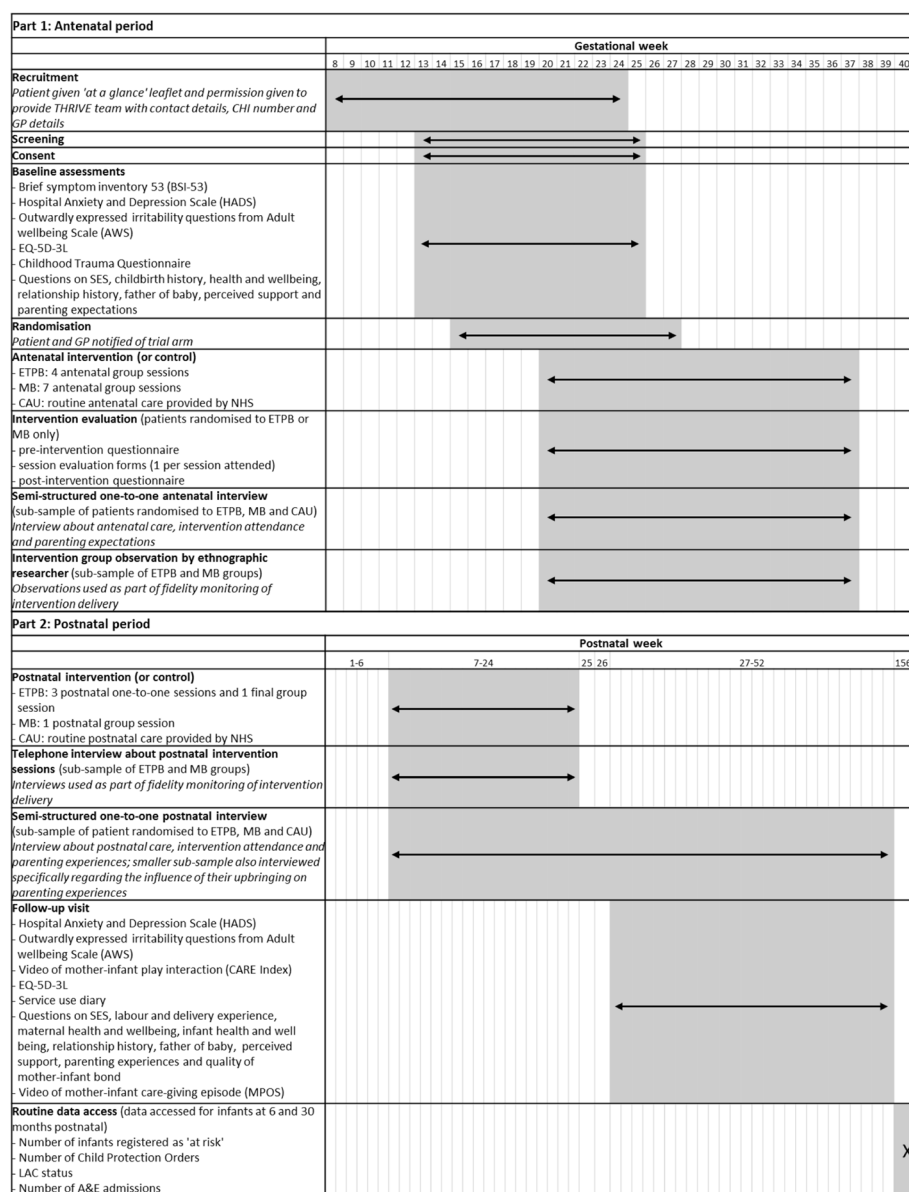 Part 1: Antenatal period
Gestational week
8 9 10 11 12 13 14 15 16 17 18 19 20 21 22 23 24 25 26 27 28 29 30 31 32 33 34 35 36 37 38 39 40
Recruitment
Patient given 'at a glance' leaflet and permission given to
provide THRIVE team with contact details, CHI number and
GP details
Screening
Consent
Baseline assessments
- Brief symptom inventory 53 (BSI-53)
- Hospital Anxiety and Depression Scale (HADS)
- Outwardly expressed irritability questions from Adult
wellbeing Scale (AWS)
- EQ-5D-3L
- Childhood Trauma Questionnaire
- Questions on SES, childbirth history, health and wellbeing,
relationship history, father of baby, perceived support and
parenting expectations
Randomisation
Patient and GP notified of trial arm
Antenatal intervention (or control)
- ETPB: 4 antenatal group sessions
- MB: 7 antenatal group sessions
- CAU: routine antenatal care provided by NHS
Intervention evaluation (patients randomised to ETPB or
MB only)
- pre-intervention questionnaire
- session evaluation forms (1 per session attended)
- post-intervention questionnaire
Semi-structured one-to-one antenatal interview
(sub-sample of patients randomised to ETPB, MB and CAU)
Interview about antenatal care, intervention attendance
and parenting expectations
Intervention group observation by ethnographic
researcher (sub-sample of ETPB and MB groups)
Observations used as part of fidelity monitoring of
intervention delivery
Part 2: Postnatal period
Postnatal week
1-6 7-24 25 26 27-52 156
Postnatal intervention (or control)
- ETPB: 3 postnatal one-to-one sessions and 1 final group
session
- MB: 1 postnatal group session
- CAU: routine postnatal care provided by NHS
Telephone interview about postnatal intervention
sessions (sub-sample of ETPB and MB groups)
Interviews used as part of fidelity monitoring of intervention
delivery
Semi-structured one-to-one postnatal interview
(sub-sample of patient randomised to ETPB, MB and CAU)
Interview about postnatal care, intervention attendance and
parenting experiences; smaller sub-sample also interviewed
specifically regarding the influence of their upbringing on
parenting experiences
Follow-up visit
- Hospital Anxiety and Depression Scale (HADS)
- Outwardly expressed irritability questions from Adult
wellbeing Scale (AWS)
- Video of mother-infant play interaction (CARE Index)
- EQ-5D-3L
- Service use diary
- Questions on SES, labour and delivery experience,
maternal health and wellbeing, infant health and well
being, relationship history, father of baby, perceived
support, parenting experiences and quality of
mother-infant bond
- Video of mother-infant care-giving episode (MPOS)
Routine data access (data accessed for infants at 6 and 30
months postnatal)
- Number of infants registered as 'at risk'
- Number of Child Protection Orders
- LAC status
- Number of A&E admissions
X